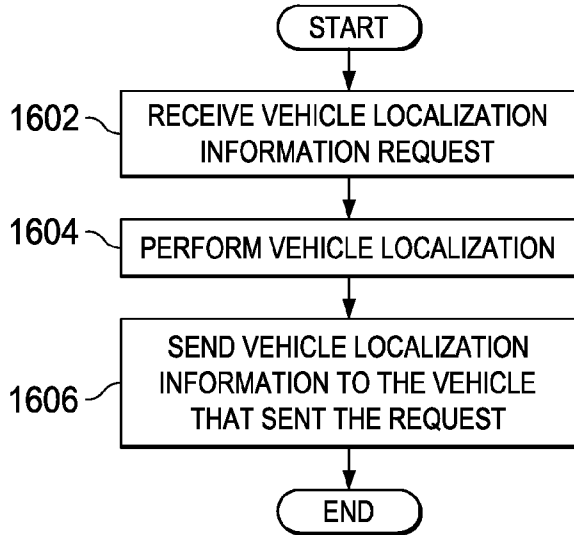 START
1602
RECEIVE VEHICLE LOCALIZATION
INFORMATION REQUEST
1604
PERFORM VEHICLE LOCALIZATION
1606
SEND VEHICLE LOCALIZATION
INFORMATION TO THE VEHICLE
THAT SENT THE REQUEST
END